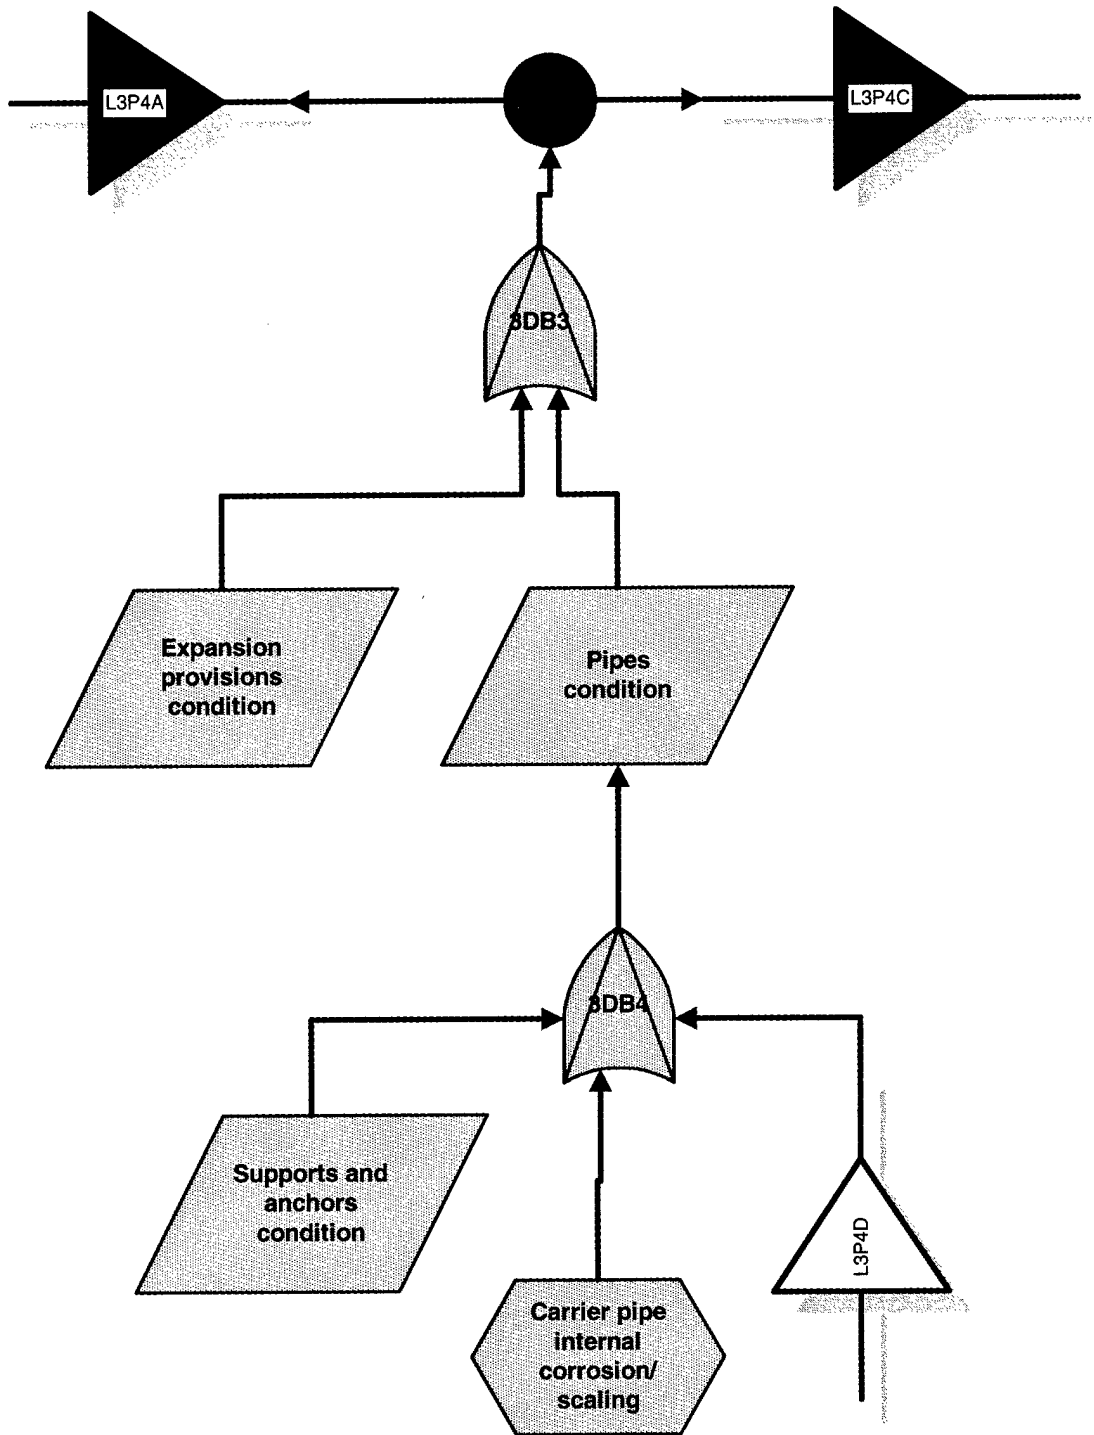 L3P4A
L3P4C
3DB3
Expansion
provisions
condition
Pipes
condition
3DB4
Supports and
anchors
condition
L3P4D
Carrier pipe
internal
corrosion/
scaling